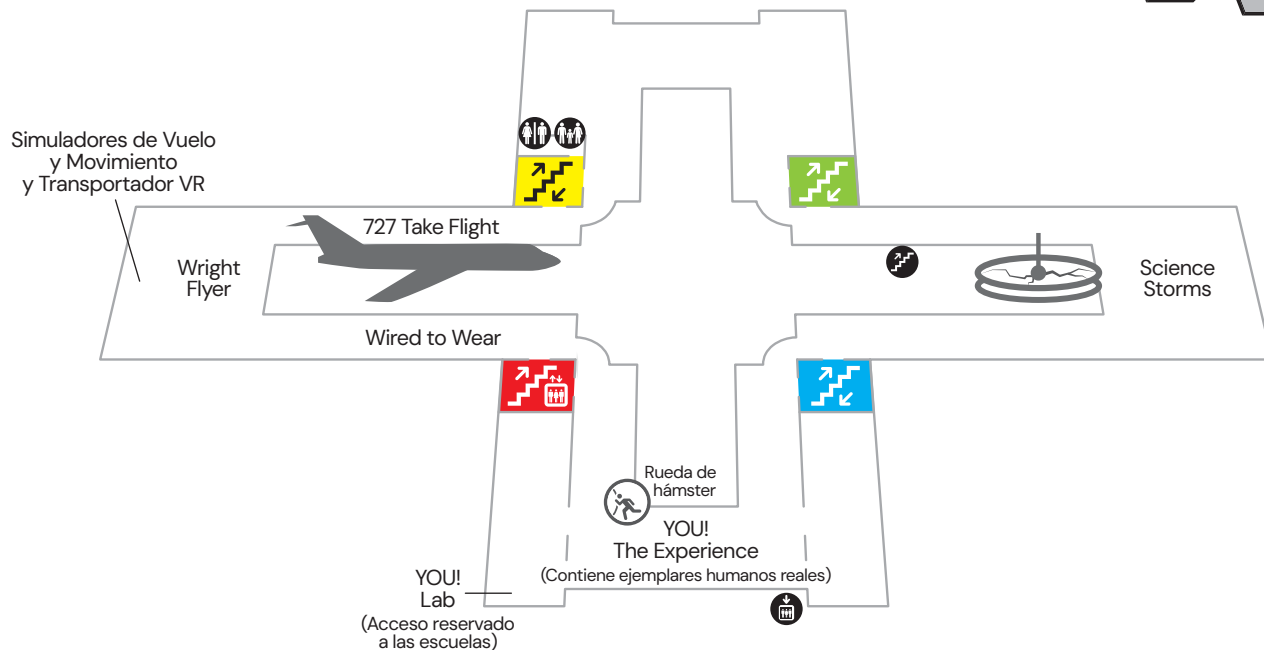 Simuladores de Vuelo
y Movimiento
y Transportador VR
727 Take Flight
Wright
Flyer
Science
Storms
Wired to Wear
Rueda de
hámster
YOU!
The Experience
(Contiene ejemplares humanos reales)
YOU!
Lab
(Acceso reservado
a las escuelas)